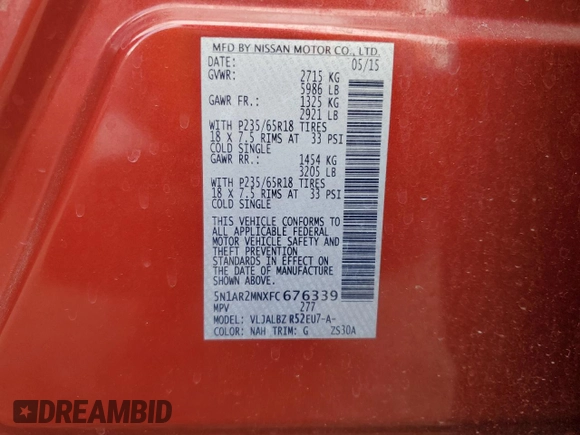 MFD BY NISSAN MOTOR CO., LTD.
DATE: 05/15
GVWR: 2715 KG
5986 LB
GAWR FR.: 1325 KG
2921 LB
WITH P235/65R18 TIRES
18 X 7.5 RIMS AT 33 PSI
COLD SINGLE
GAWR RR.: 1454 KG
3205 LB
WITH P235/65R18 TIRES
18 X 7.5 RIMS AT 33 PSI
COLD SINGLE
THIS VEHICLE CONFORMS TO
ALL APPLICABLE FEDERAL
MOTOR VEHICLE SAFETY AND
AND THEFT PREVENTION
STANDARDS IN EFFECT ON
THE DATE OF MANUFACTURE
SHOWN ABOVE.
5N1AR2MNXFC676339
MPV 277
MODEL: VLJALBZ R52EU7-A-
COLOR: NAH TRIM: G ZS30A
DREAMBID